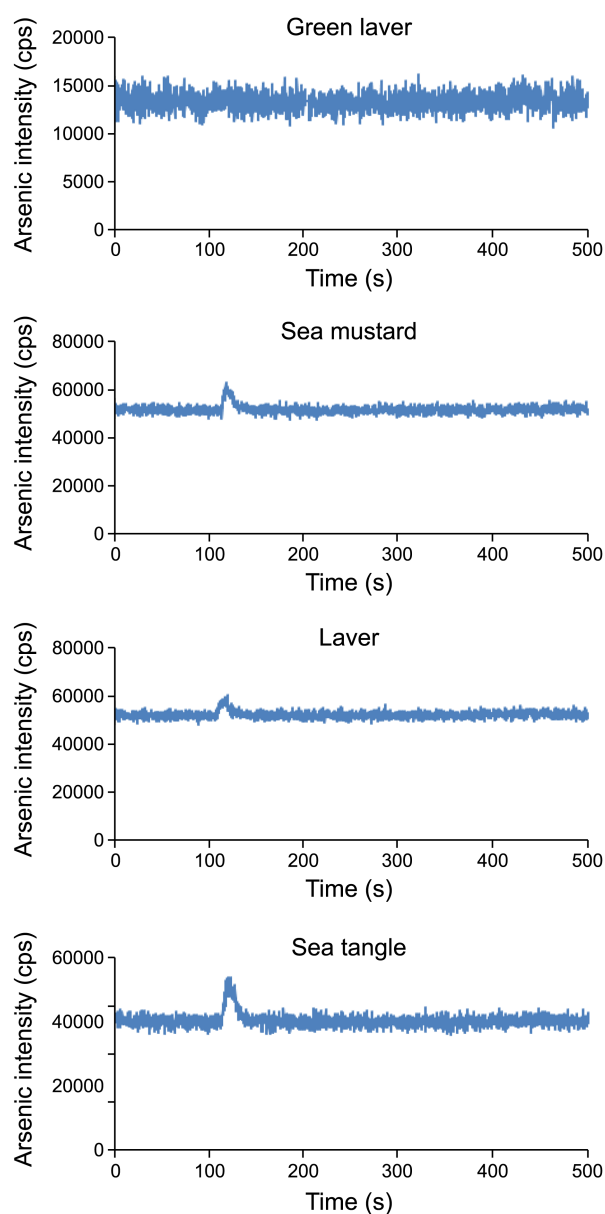 Green laver
Arsenic intensity (cps)
20000
15000
10000
5000
0
0 100 200 300 400 500
Time (s)
Sea mustard
Arsenic intensity (cps)
80000
60000
40000
20000
0
0 100 200 300 400 500
Time (s)
Laver
Arsenic intensity (cps)
80000
60000
40000
20000
0
0 100 200 300 400 500
Time (s)
Sea tangle
Arsenic intensity (cps)
60000
40000
20000
0
0 100 200 300 400 500
Time (s)